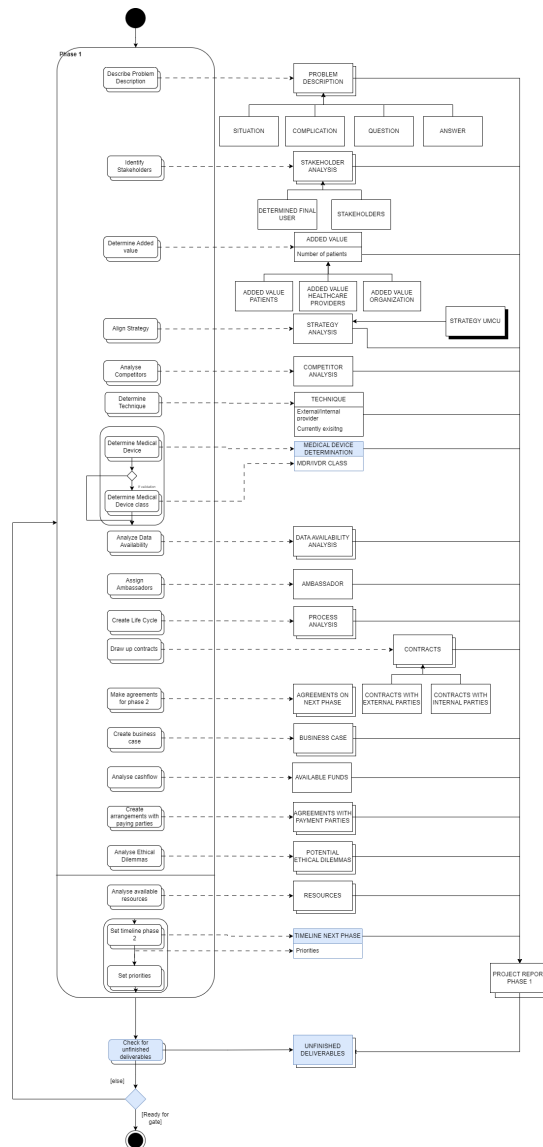 Phase 1
Describe Problem
Description
PROBLEM
DESCRIPTION
SITUATION
COMPLICATION
QUESTION
ANSWER
Identify
Stakeholders
STAKEHOLDER
ANALYSIS
DETERMINED FINAL
USER
STAKEHOLDERS
Determine Added
value
ADDED VALUE
Number of patients
ADDED VALUE
PATIENTS
ADDED VALUE
HEALTHCARE
PROVIDERS
ADDED VALUE
ORGANIZATION
Align Strategy
STRATEGY
ANALYSIS
STRATEGY UMCU
Analyse
Competitors
COMPETITOR
ANALYSIS
Determine
Technique
TECHNIQUE
External/Internal
provider
Currently exisitng
Determine Medical
Device
MEDICAL DEVICE
DETERMINATION
MDR/IVDR CLASS
Determine Medical
Device class
Analyze Data
Availability
DATA AVAILABILITY
ANALYSIS
Assign
Ambassadors
AMBASSADOR
Create Life Cycle
PROCESS
ANALYSIS
Draw up contracts
CONTRACTS
CONTRACTS WITH
EXTERNAL PARTIES
CONTRACTS WITH
INTERNAL PARTIES
Make agreements
for phase 2
AGREEMENTS ON
NEXT PHASE
Create business
case
BUSINESS CASE
Analyse cashflow
AVAILABLE FUNDS
Create
arrangements with
paying parties
AGREEMENTS WITH
PAYMENT PARTIES
Analyse Ethical
Dilemmas
POTENTIAL
ETHICAL DILEMMAS
Analyse available
resources
RESOURCES
Set timeline phase
2
TIMELINE NEXT PHASE
Priorities
Set priorities
PROJECT REPOR
PHASE 1
Check for
unfinished
deliverables
UNFINISHED
DELIVERABLES
[else]
[Ready for
gate]